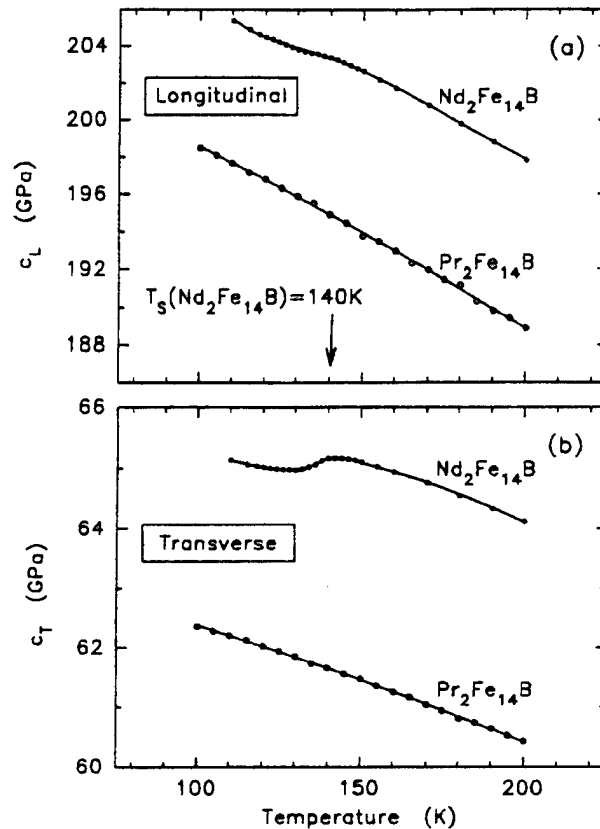 (a)
204
200
196
192
188
c_L (GPa)
Longitudinal
Nd₂Fe₁₄B
Pr₂Fe₁₄B
T_S(Nd₂Fe₁₄B)=140K
(b)
66
64
62
60
c_T (GPa)
Transverse
Nd₂Fe₁₄B
Pr₂Fe₁₄B
100 150 200
Temperature (K)